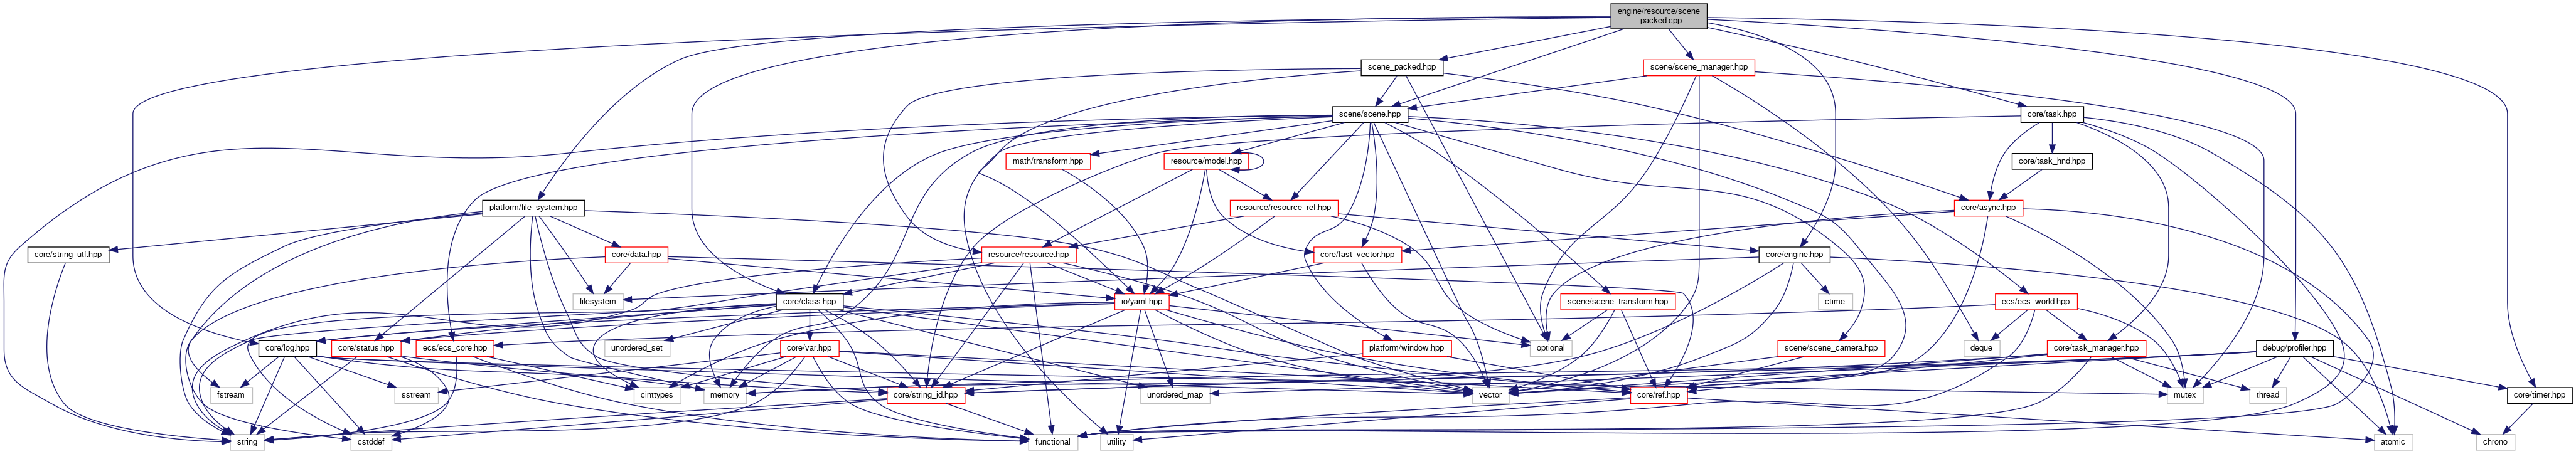 engine/resource/scene
_packed.cpp
scene_packed.hpp
scene/scene_manager.hpp
scene/scene.hpp
core/task.hpp
math/transform.hpp
resource/model.hpp
core/task_hnd.hpp
platform/file_system.hpp
resource/resource_ref.hpp
core/async.hpp
core/string_utf.hpp
core/data.hpp
resource/resource.hpp
core/fast_vector.hpp
core/engine.hpp
filesystem
core/class.hpp
io/yaml.hpp
scene/scene_transform.hpp
ctime
ecs/ecs_world.hpp
core/log.hpp
core/status.hpp
ecs/ecs_core.hpp
unordered_set
core/var.hpp
platform/window.hpp
optional
scene/scene_camera.hpp
deque
core/task_manager.hpp
debug/profiler.hpp
fstream
sstream
cinttypes
memory
core/string_id.hpp
unordered_map
vector
core/ref.hpp
mutex
thread
core/timer.hpp
string
cstddef
functional
utility
atomic
chrono